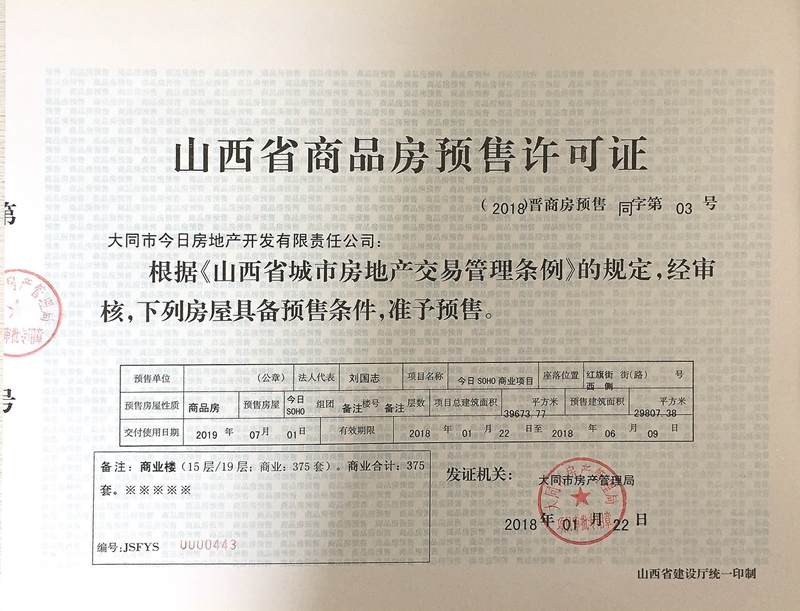 山西省商品房预售许可证
(2018)晋商房预售 同字第 03 号
大同市今日房地产开发有限责任公司:
根据《山西省城市房地产交易管理条例》的规定,经审
核,下列房屋具备预售条件,准予预售。
预售单位 (公章) 法人代表 刘国志 项目名称 今日SOHO商业项目 座落位置 红旗街西侧 街(路) 号
预售房屋性质 商品房 预售房屋 今日SOHO 组团 备注 楼号 备注 层数 项目总建筑面积 39673.77 平方米 预售建筑面积 29807.38 平方米
交付使用日期 2019 年 07月 01日 有效期限 2018 年 01 月 22 日至 2018 年 06 月 09 日
备注:商业楼(15层/19层;商业:375套)。商业合计:375
套。※※※※※
编号:JSFYS 0000443
发证机关:
大同市房产管理局
2018年 01 月 22 日
山西省建设厅统一印制
第
号